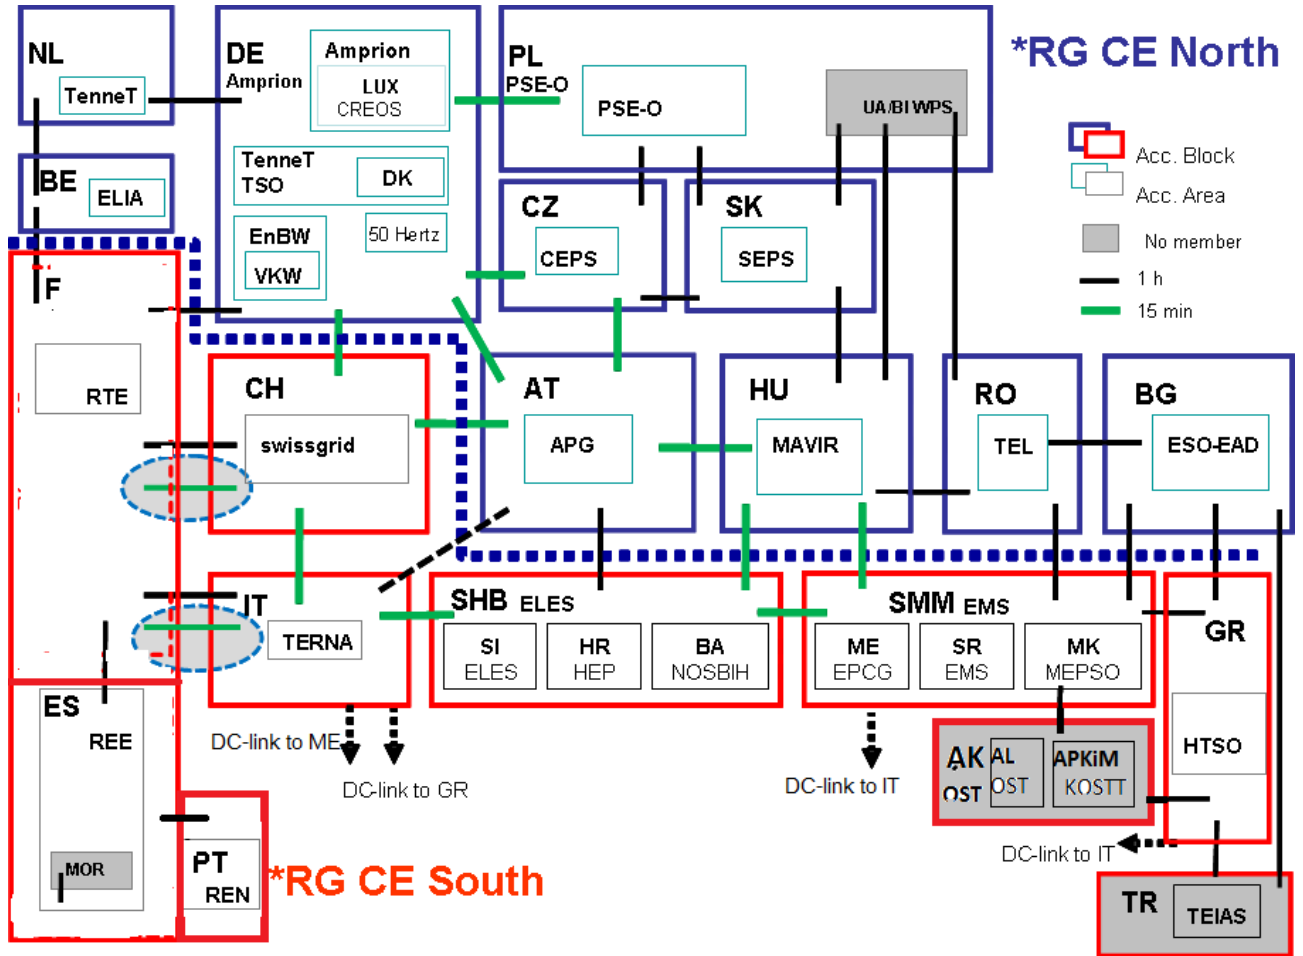 *RG CE North
NL
TenneT
DE
Amprion
Amprion
LUX
CREOS
TenneT
TSO
DK
EnBW
VKW
50 Hertz
PL
PSE-O
PSE-O
UA/BI WPS
Acc. Block
Acc. Area
No member
1 h
15 min
BE
ELIA
CZ
CEPS
SK
SEPS
F
RTE
CH
swissgrid
AT
APG
HU
MAVIR
RO
TEL
BG
ESO-EAD
IT
TERNA
SHB ELES
SI
ELES
HR
HEP
BA
NOSBIH
SMM EMS
ME
EPCG
SR
EMS
MK
MEPSO
GR
HTSO
ES
REE
MOR
PT
REN
DC-link to ME
DC-link to GR
DC-link to IT
AK
OST
AL
OST
APKiM
KOSTT
DC-link to IT
TR
TEIAS
*RG CE South